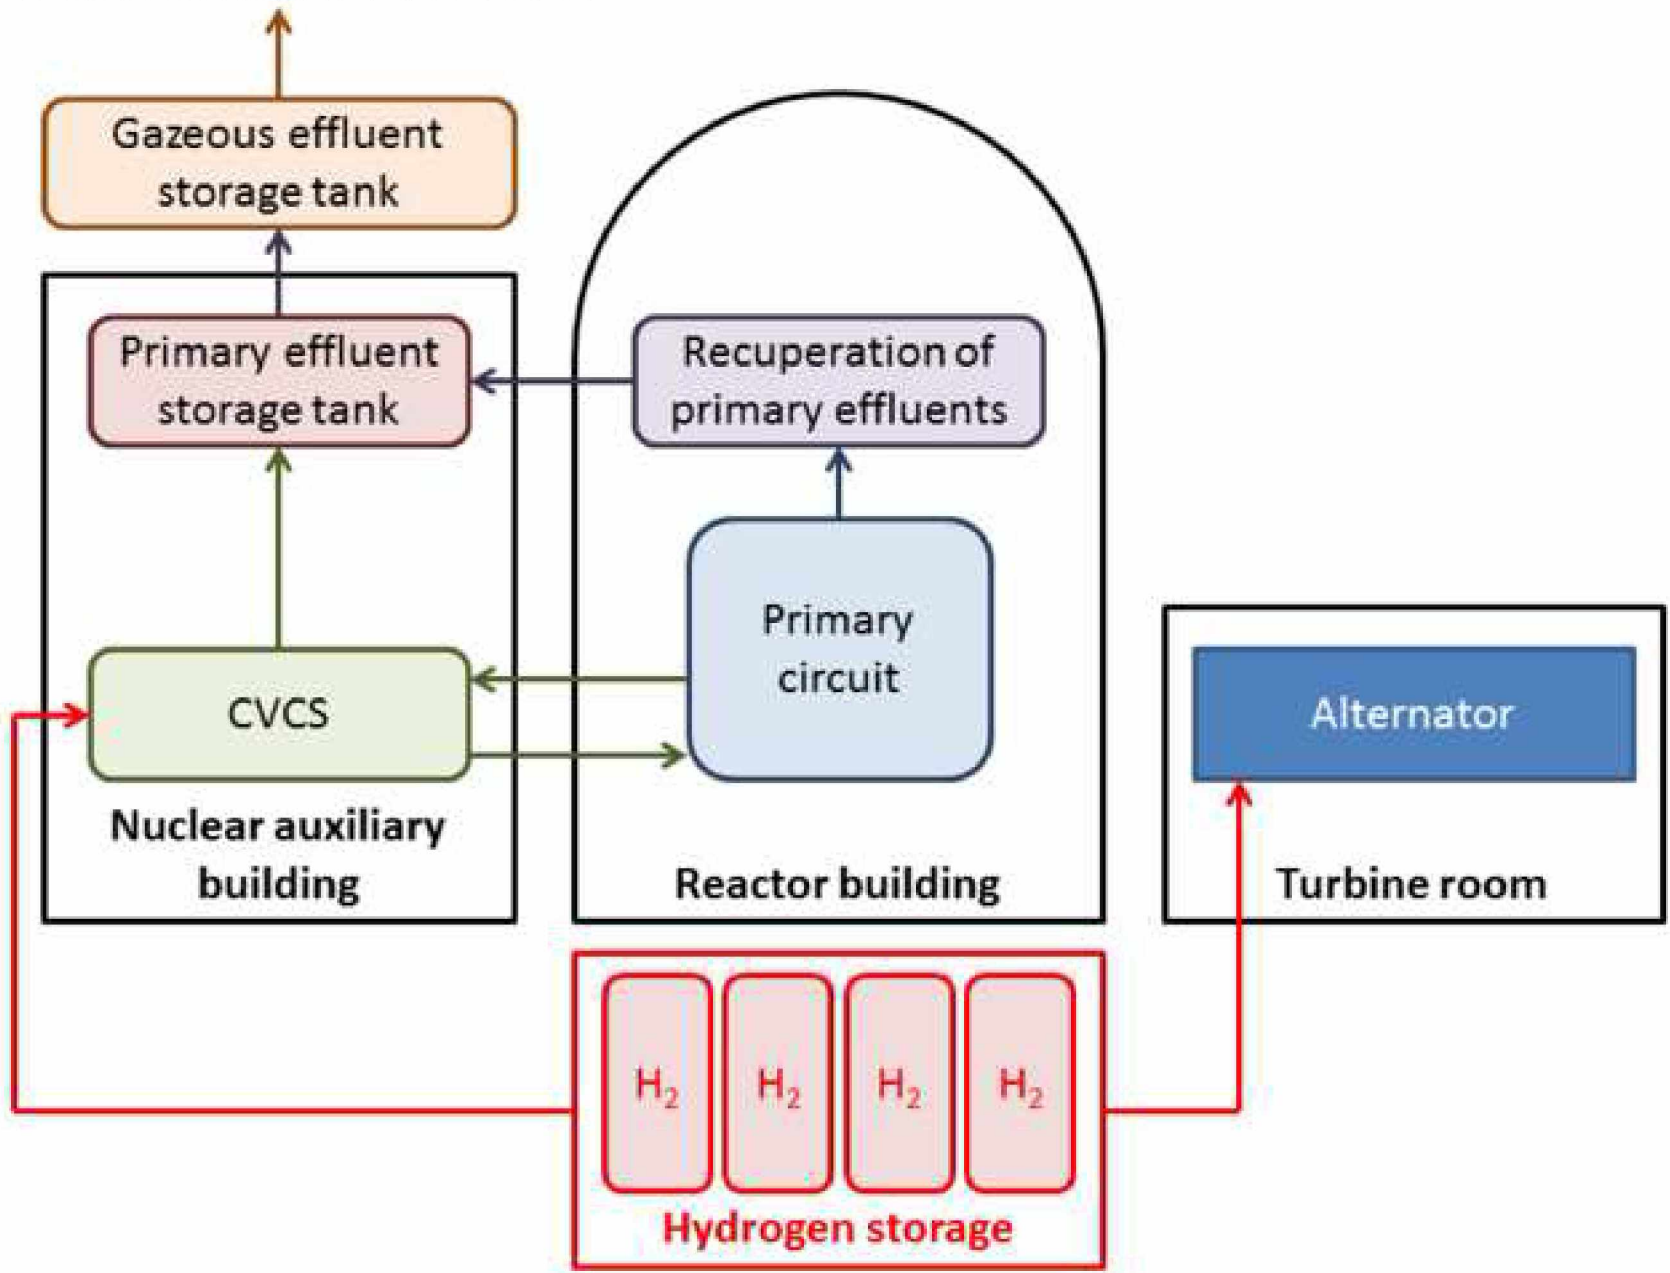 Gazeous effluent
storage tank
Primary effluent
storage tank
Recuperation of
primary effluents
Primary
circuit
CVCS
Alternator
Nuclear auxiliary
building
Reactor building
Turbine room
H₂ H₂ H₂ H₂
Hydrogen storage